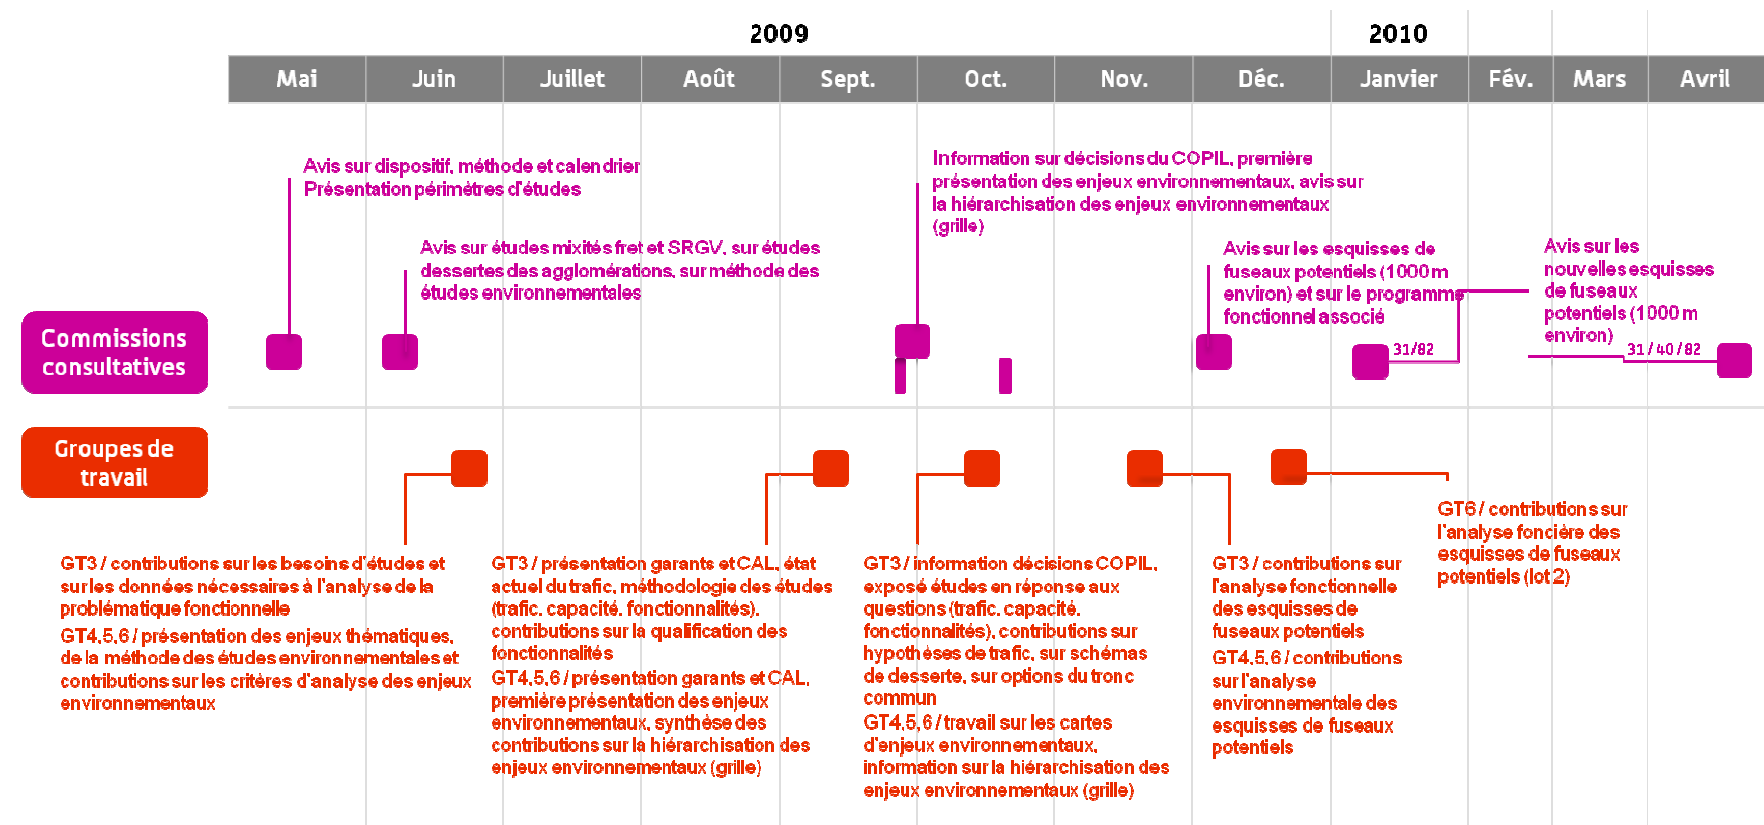 2009
2010
Mai
Juin
Juillet
Août
Sept.
Oct.
Nov.
Déc.
Janvier
Fév.
Mars
Avril
Avis sur dispositif, méthode et calendrier
Présentation périmètres d'études
Avis sur études mixités fret et SRGV, sur études
dessertes des agglomérations, sur méthode des
études environnementales
Information sur décisions du COPIL, première
présentation des enjeux environnementaux, avis sur
la hiérarchisation des enjeux environnementaux
(grille)
Avis sur les esquisses de
fuseaux potentiels (1000 m
environ) et sur le programme
fonctionnel associé
Avis sur les
nouvelles esquisses
de fuseaux
potentiels (1000 m
environ)
Commissions
consultatives
31/82
31/40/82
Groupes de
travail
GT3 / contributions sur les besoins d'études et
sur les données nécessaires à l'analyse de la
problématique fonctionnelle
GT4,5,6 / présentation des enjeux thématiques,
de la méthode des études environnementales et
contributions sur les critères d'analyse des enjeux
environnementaux
GT3 / présentation garants et CAL, état
actuel du trafic, méthodologie des études
(trafic, capacité, fonctionnalités),
contributions sur la qualification des
fonctionnalités
GT4,5,6 / présentation garants et CAL,
première présentation des enjeux
environnementaux, synthèse des
contributions sur la hiérarchisation des
enjeux environnementaux (grille)
GT3 / information décisions COPIL,
exposé études en réponse aux
questions (trafic, capacité,
fonctionnalités), contributions sur
hypothèses de trafic, sur schémas
de desserte, sur options du tronc
commun
GT4,5,6 / travail sur les cartes
d'enjeux environnementaux,
information sur la hiérarchisation des
enjeux environnementaux (grille)
GT3 / contributions sur
l'analyse fonctionnelle
des esquisses de
fuseaux potentiels
GT4,5,6 / contributions
sur l'analyse
environnementale des
esquisses de fuseaux
potentiels
GT6 / contributions sur
l'analyse foncière des
esquisses de fuseaux
potentiels (lot 2)